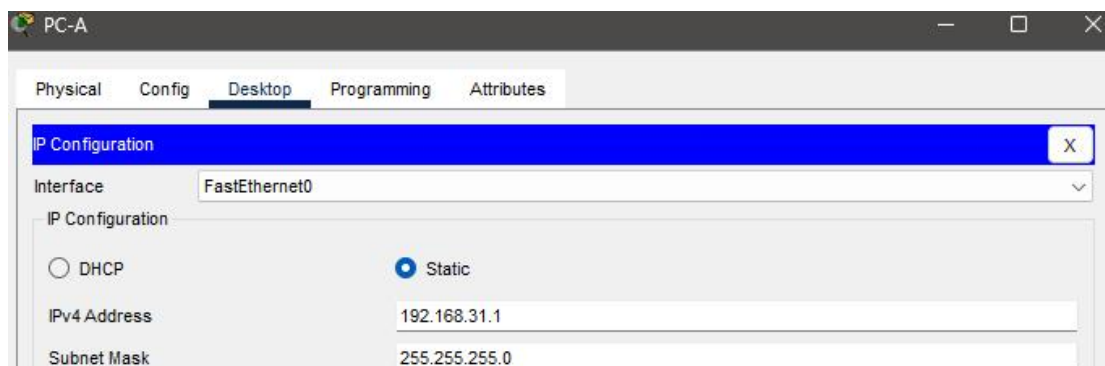 PC-A
Physical Config Desktop Programming Attributes
IP Configuration X
Interface FastEthernet0
IP Configuration
DHCP Static
IPv4 Address 192.168.31.1
Subnet Mask 255.255.255.0